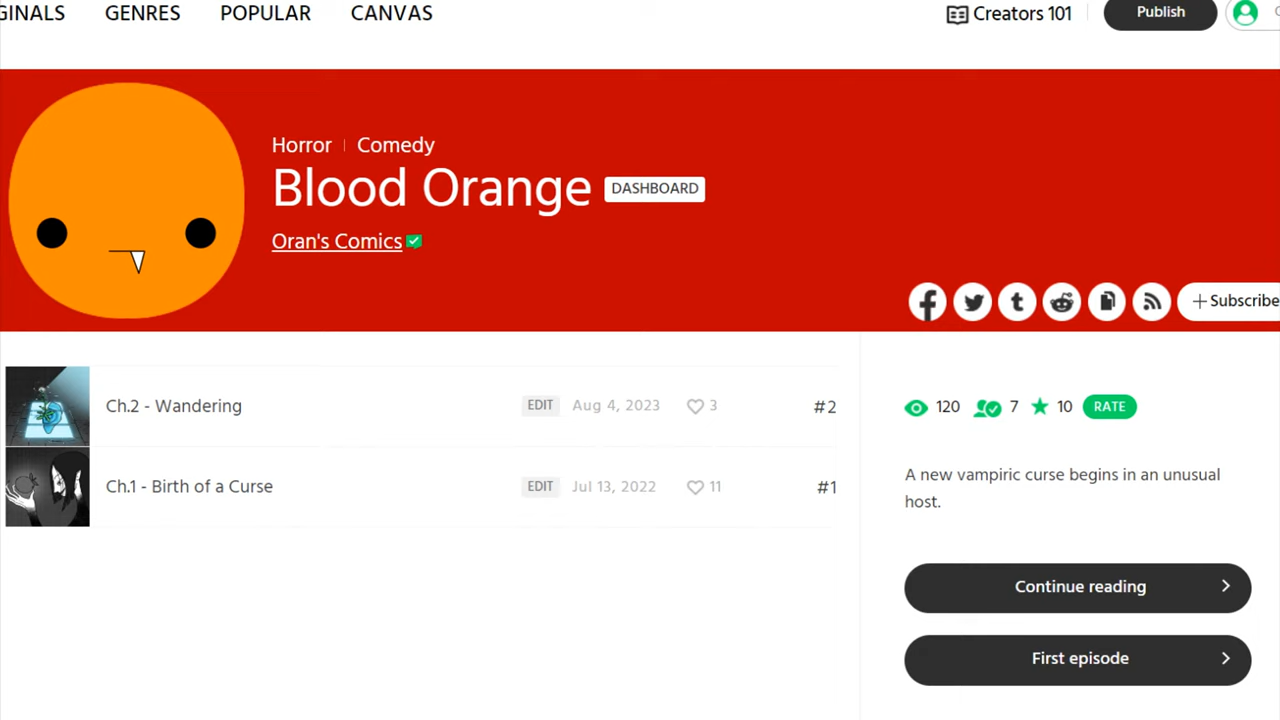 GINALS GENRES POPULAR CANVAS Creators 101 Publish
Horror Comedy
Blood Orange DASHBOARD
Oran's Comics
+ Subscribe
Ch.2 - Wandering EDIT Aug 4, 2023 3 #2
120 7 10 RATE
Ch.1 - Birth of a Curse EDIT Jul 13, 2022 11 #1
A new vampiric curse begins in an unusual
host.
Continue reading
First episode